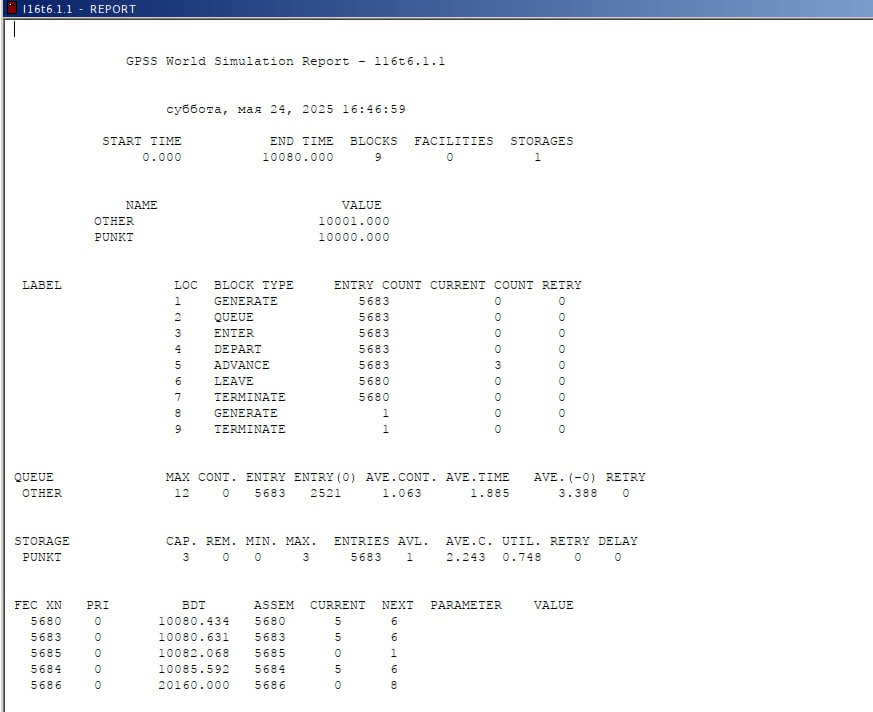 l16t6.1.1 - REPORT
GPSS World Simulation Report - l16t6.1.1
суббота, мая 24, 2025 16:46:59
START TIME END TIME BLOCKS FACILITIES STORAGES
0.000 10080.000 9 0 1
NAME VALUE
OTHER 10001.000
PUNKT 10000.000
LABEL LOC BLOCK TYPE ENTRY COUNT CURRENT COUNT RETRY
1 GENERATE 5683 0 0
2 QUEUE 5683 0 0
3 ENTER 5683 0 0
4 DEPART 5683 0 0
5 ADVANCE 5683 3 0
6 LEAVE 5680 0 0
7 TERMINATE 5680 0 0
8 GENERATE 1 0 0
9 TERMINATE 1 0 0
QUEUE MAX CONT. ENTRY ENTRY(0) AVE.CONT. AVE.TIME AVE.(-0) RETRY
OTHER 12 0 5683 2521 1.063 1.885 3.388 0
STORAGE CAP. REM. MIN. MAX. ENTRIES AVL. AVE.C. UTIL. RETRY DELAY
PUNKT 3 0 0 3 5683 1 2.243 0.748 0 0
FEC XN PRI BDT ASSEM CURRENT NEXT PARAMETER VALUE
5680 0 10080.434 5680 5 6
5683 0 10080.631 5683 5 6
5685 0 10082.068 5685 0 1
5684 0 10085.592 5684 5 6
5686 0 20160.000 5686 0 8